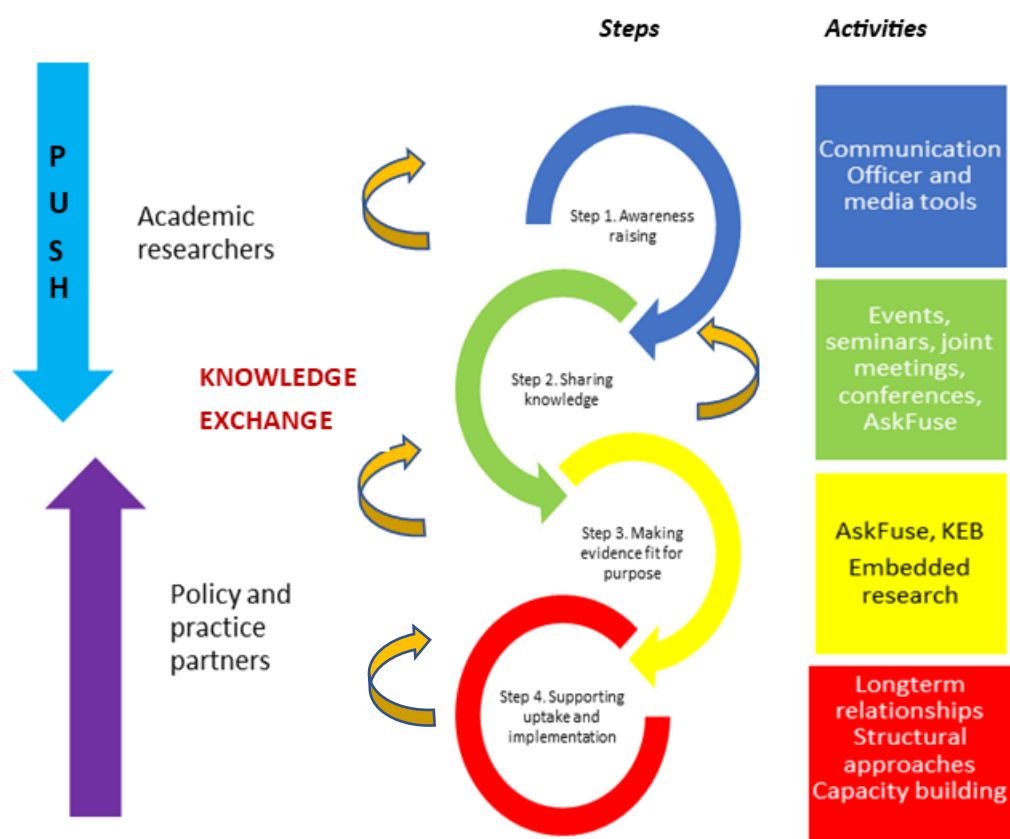 Steps
Activities
P
U
S
H
Academic
researchers
Step 1. Awareness
raising
Communication
Officer and
media tools
KNOWLEDGE
EXCHANGE
Step 2. Sharing
knowledge
Events,
seminars, joint
meetings,
conferences,
AskFuse
Policy and
practice
partners
Step 3. Making
evidence fit for
purpose
AskFuse, KEB
Embedded
research
Step 4. Supporting
uptake and
implementation
Longterm
relationships
Structural
approaches
Capacity building